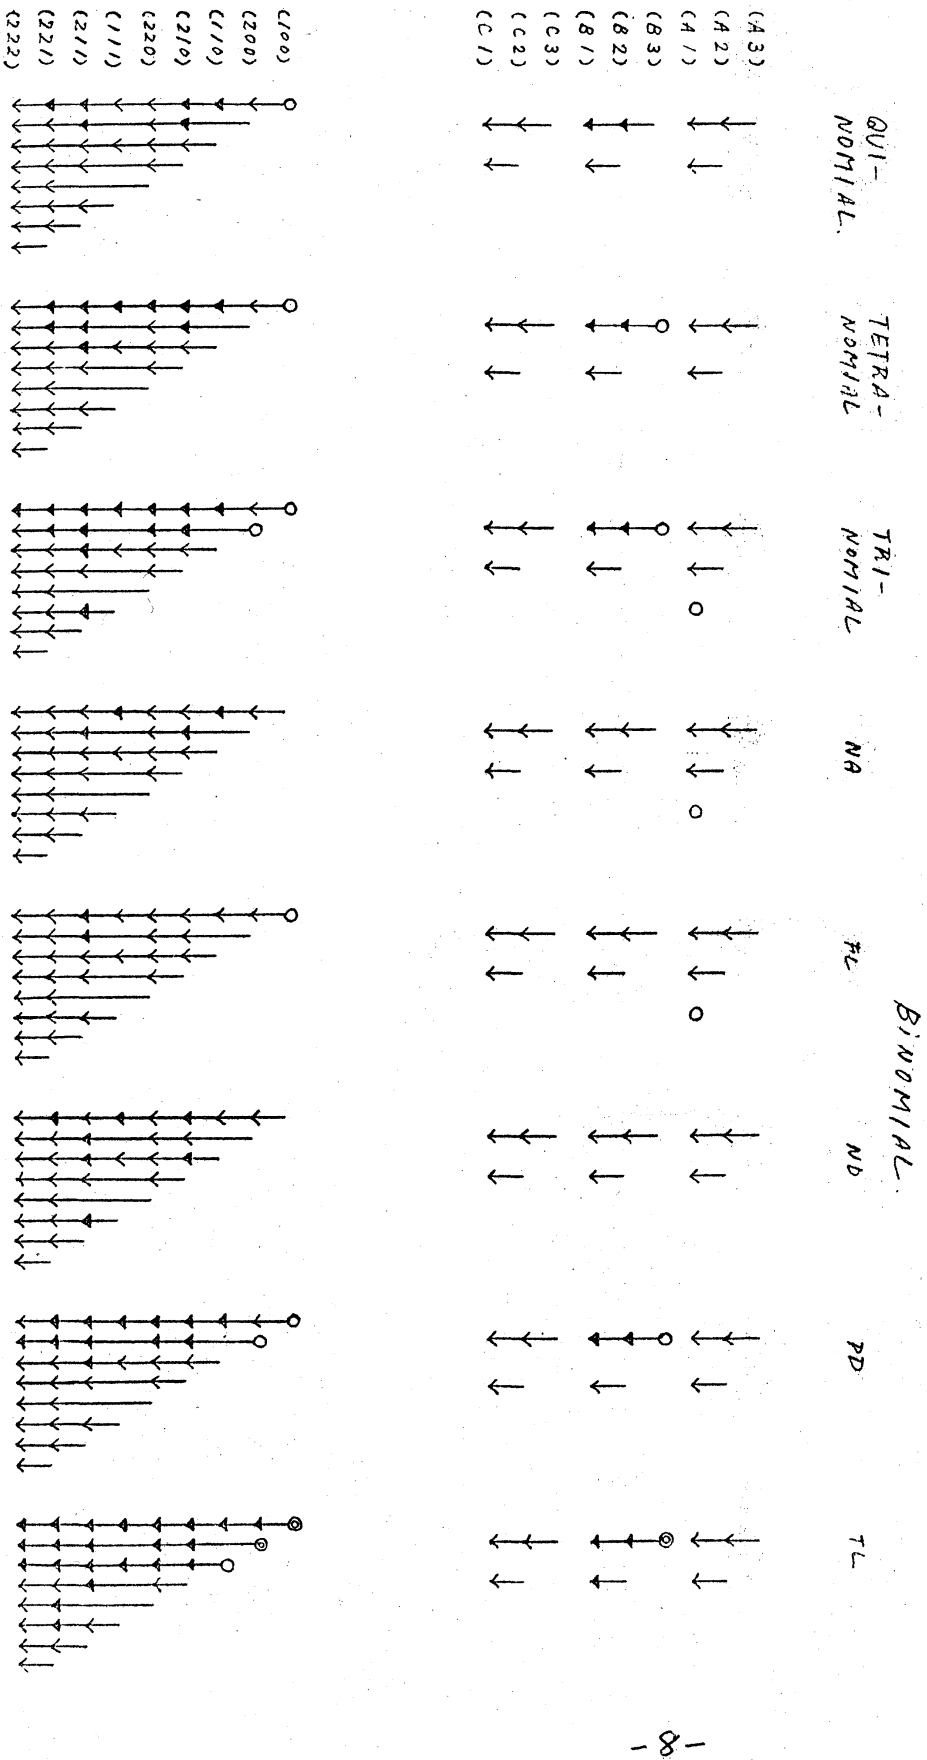 BINOMIAL.
QUI-
NOMIAL.
TETRA-
NOMIAL
TRI-
NOMIAL
NA
FL
ND
PD
TL
(A3)
(A2)
(A1)
(B3)
(B2)
(B1)
(C3)
(C2)
(C1)
(100)
(200)
(110)
(210)
(220)
(111)
(211)
(221)
(222)
-8-